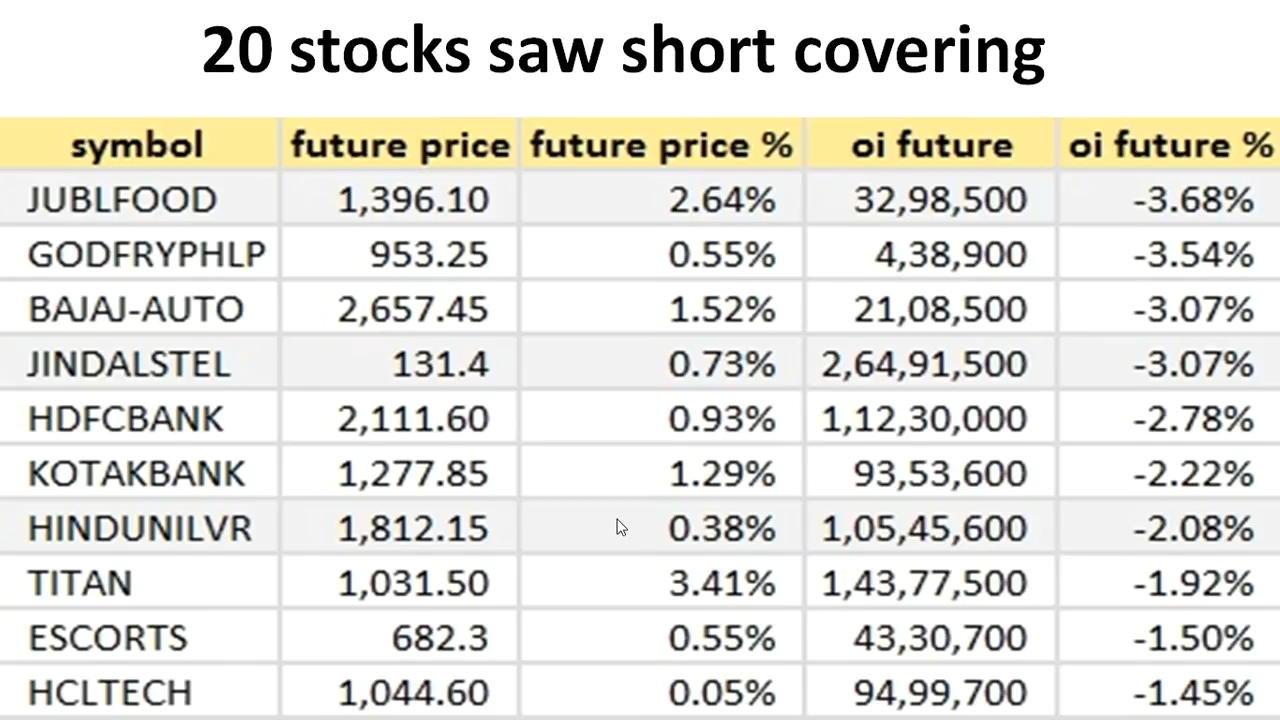 20 stocks saw short covering
symbol future price future price % oi future oi future %
JUBLFOOD 1,396.10 2.64% 32,98,500 -3.68%
GODFRYPHLP 953.25 0.55% 4,38,900 -3.54%
BAJAJ-AUTO 2,657.45 1.52% 21,08,500 -3.07%
JINDALSTEL 131.4 0.73% 2,64,91,500 -3.07%
HDFCBANK 2,111.60 0.93% 1,12,30,000 -2.78%
KOTAKBANK 1,277.85 1.29% 93,53,600 -2.22%
HINDUNILVR 1,812.15 0.38% 1,05,45,600 -2.08%
TITAN 1,031.50 3.41% 1,43,77,500 -1.92%
ESCORTS 682.3 0.55% 43,30,700 -1.50%
HCLTECH 1,044.60 0.05% 94,99,700 -1.45%